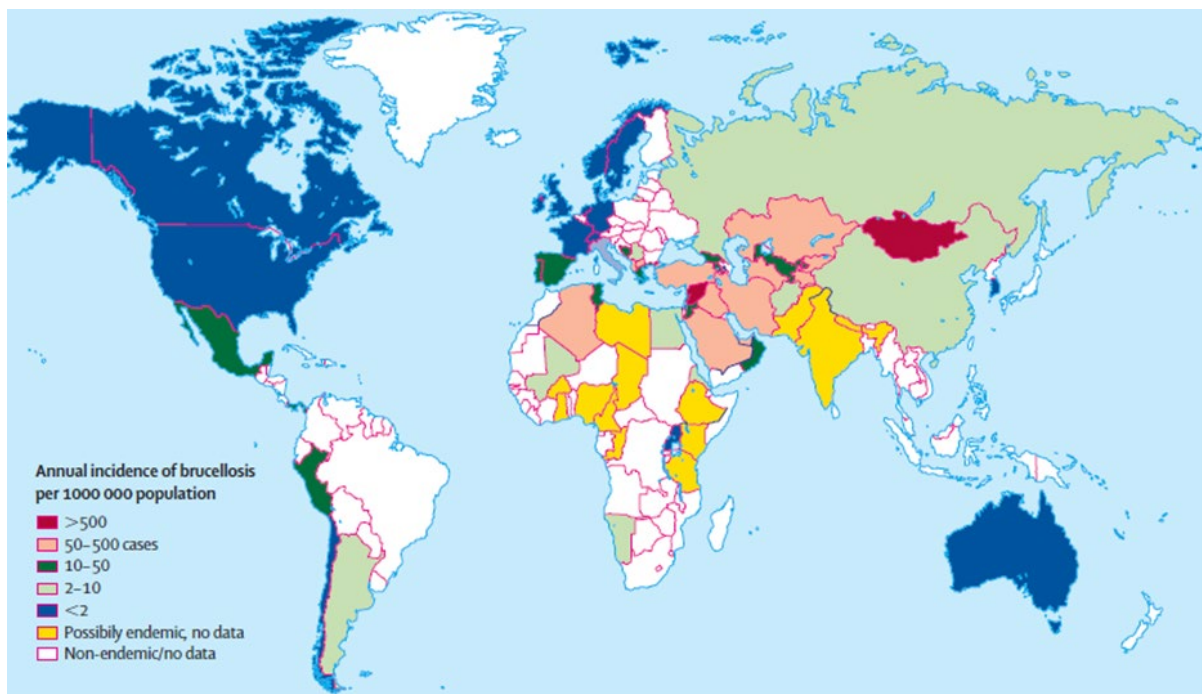 Annual incidence of brucellosis
per 1000 000 population
>500
50–500 cases
10–50
2–10
<2
Possibily endemic, no data
Non-endemic/no data